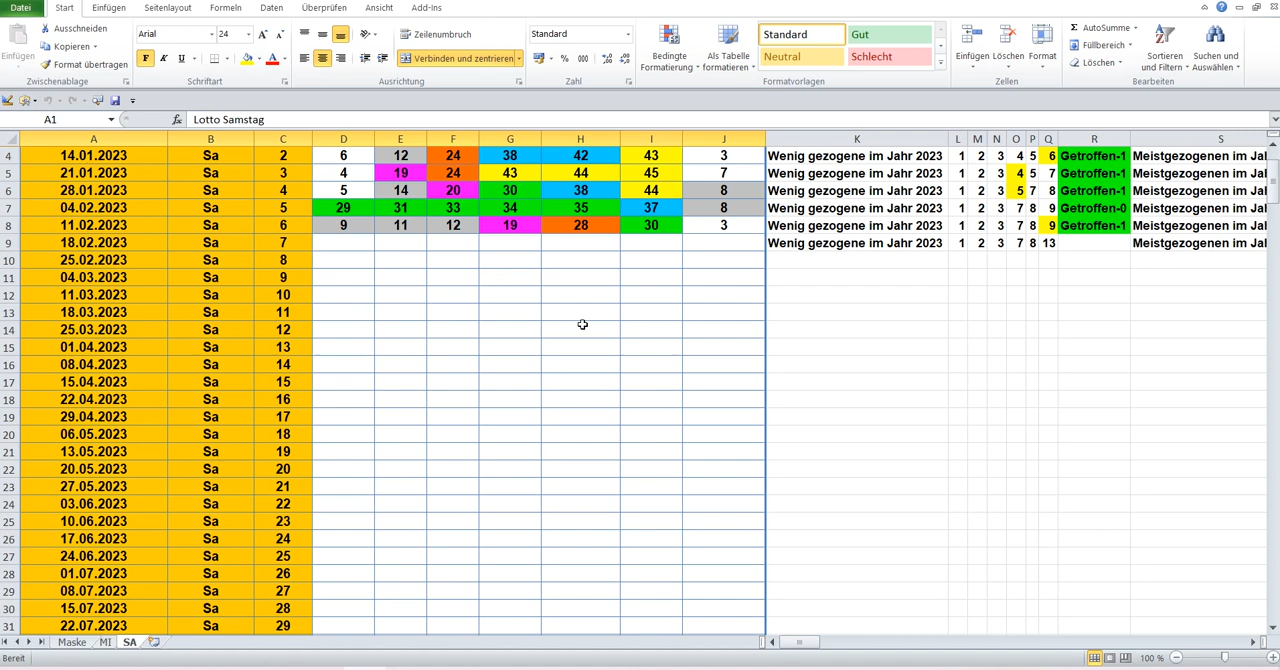 Datei Start Einfügen Seitenlayout Formeln Daten Überprüfen Ansicht Add-Ins
Einfügen
Ausschneiden
Kopieren
Format übertragen
Zwischenablage
Arial 24
F K U
Schriftart
Zeilenumbruch
Verbinden und zentrieren
Ausrichtung
Standard
% 000
Zahl
Bedingte Formatierung
Als Tabelle formatieren
Standard Gut
Neutral Schlecht
Formatvorlagen
Einfügen Löschen Format
Zellen
AutoSumme
Füllbereich
Löschen
Sortieren und Filtern
Suchen und Auswählen
Bearbeiten
A1 fx Lotto Samstag
A B C D E F G H I J K L M N O P Q R S
4 14.01.2023 Sa 2 6 12 24 38 42 43 3 Wenig gezogene im Jahr 2023 1 2 3 4 5 6 Getroffen-1 Meistgezogenen im Ja
5 21.01.2023 Sa 3 4 19 24 43 44 45 7 Wenig gezogene im Jahr 2023 1 2 3 4 5 7 Getroffen-1 Meistgezogenen im Ja
6 28.01.2023 Sa 4 5 14 20 30 38 44 8 Wenig gezogene im Jahr 2023 1 2 3 5 7 8 Getroffen-1 Meistgezogenen im Ja
7 04.02.2023 Sa 5 29 31 33 34 35 37 8 Wenig gezogene im Jahr 2023 1 2 3 7 8 9 Getroffen-0 Meistgezogenen im Ja
8 11.02.2023 Sa 6 9 11 12 19 28 30 3 Wenig gezogene im Jahr 2023 1 2 3 7 8 9 Getroffen-1 Meistgezogenen im Ja
9 18.02.2023 Sa 7 Wenig gezogene im Jahr 2023 1 2 3 7 8 13 Meistgezogenen im Ja
10 25.02.2023 Sa 8
11 04.03.2023 Sa 9
12 11.03.2023 Sa 10
13 18.03.2023 Sa 11
14 25.03.2023 Sa 12
15 01.04.2023 Sa 13
16 08.04.2023 Sa 14
17 15.04.2023 Sa 15
18 22.04.2023 Sa 16
19 29.04.2023 Sa 17
20 06.05.2023 Sa 18
21 13.05.2023 Sa 19
22 20.05.2023 Sa 20
23 27.05.2023 Sa 21
24 03.06.2023 Sa 22
25 10.06.2023 Sa 23
26 17.06.2023 Sa 24
27 24.06.2023 Sa 25
28 01.07.2023 Sa 26
29 08.07.2023 Sa 27
30 15.07.2023 Sa 28
31 22.07.2023 Sa 29
Maske MI SA
Bereit 100 %